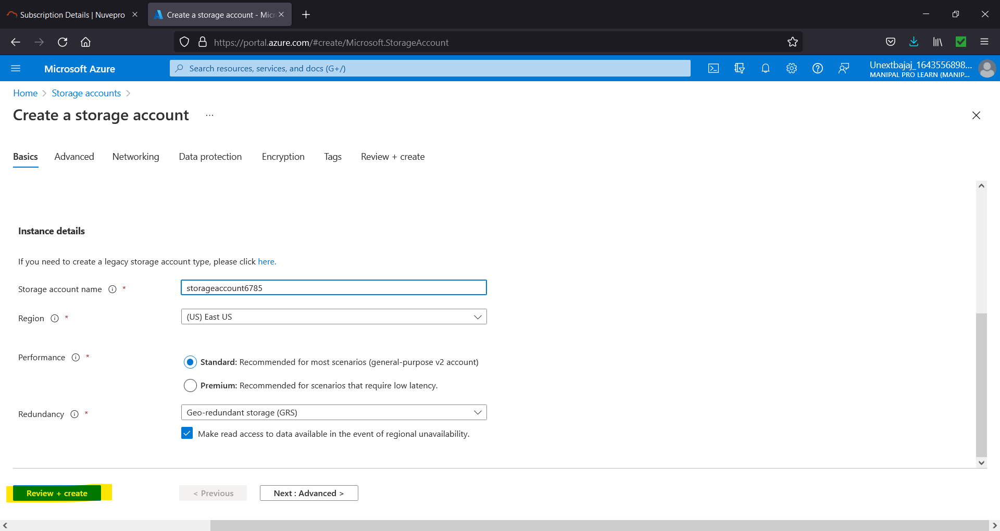 Subscription Details | Nuvepro
Create a storage account - Micr
https://portal.azure.com/#create/Microsoft.StorageAccount
Microsoft Azure
Search resources, services, and docs (G+/)
Unextbajaj_1643556898...
MANIPAL PRO LEARN (MANIP...
Home > Storage accounts >
Create a storage account ...
Basics Advanced Networking Data protection Encryption Tags Review + create
Instance details
If you need to create a legacy storage account type, please click here.
Storage account name * storageaccount6785
Region * (US) East US
Performance *
Standard: Recommended for most scenarios (general-purpose v2 account)
Premium: Recommended for scenarios that require low latency.
Redundancy * Geo-redundant storage (GRS)
Make read access to data available in the event of regional unavailability.
Review + create < Previous Next : Advanced >